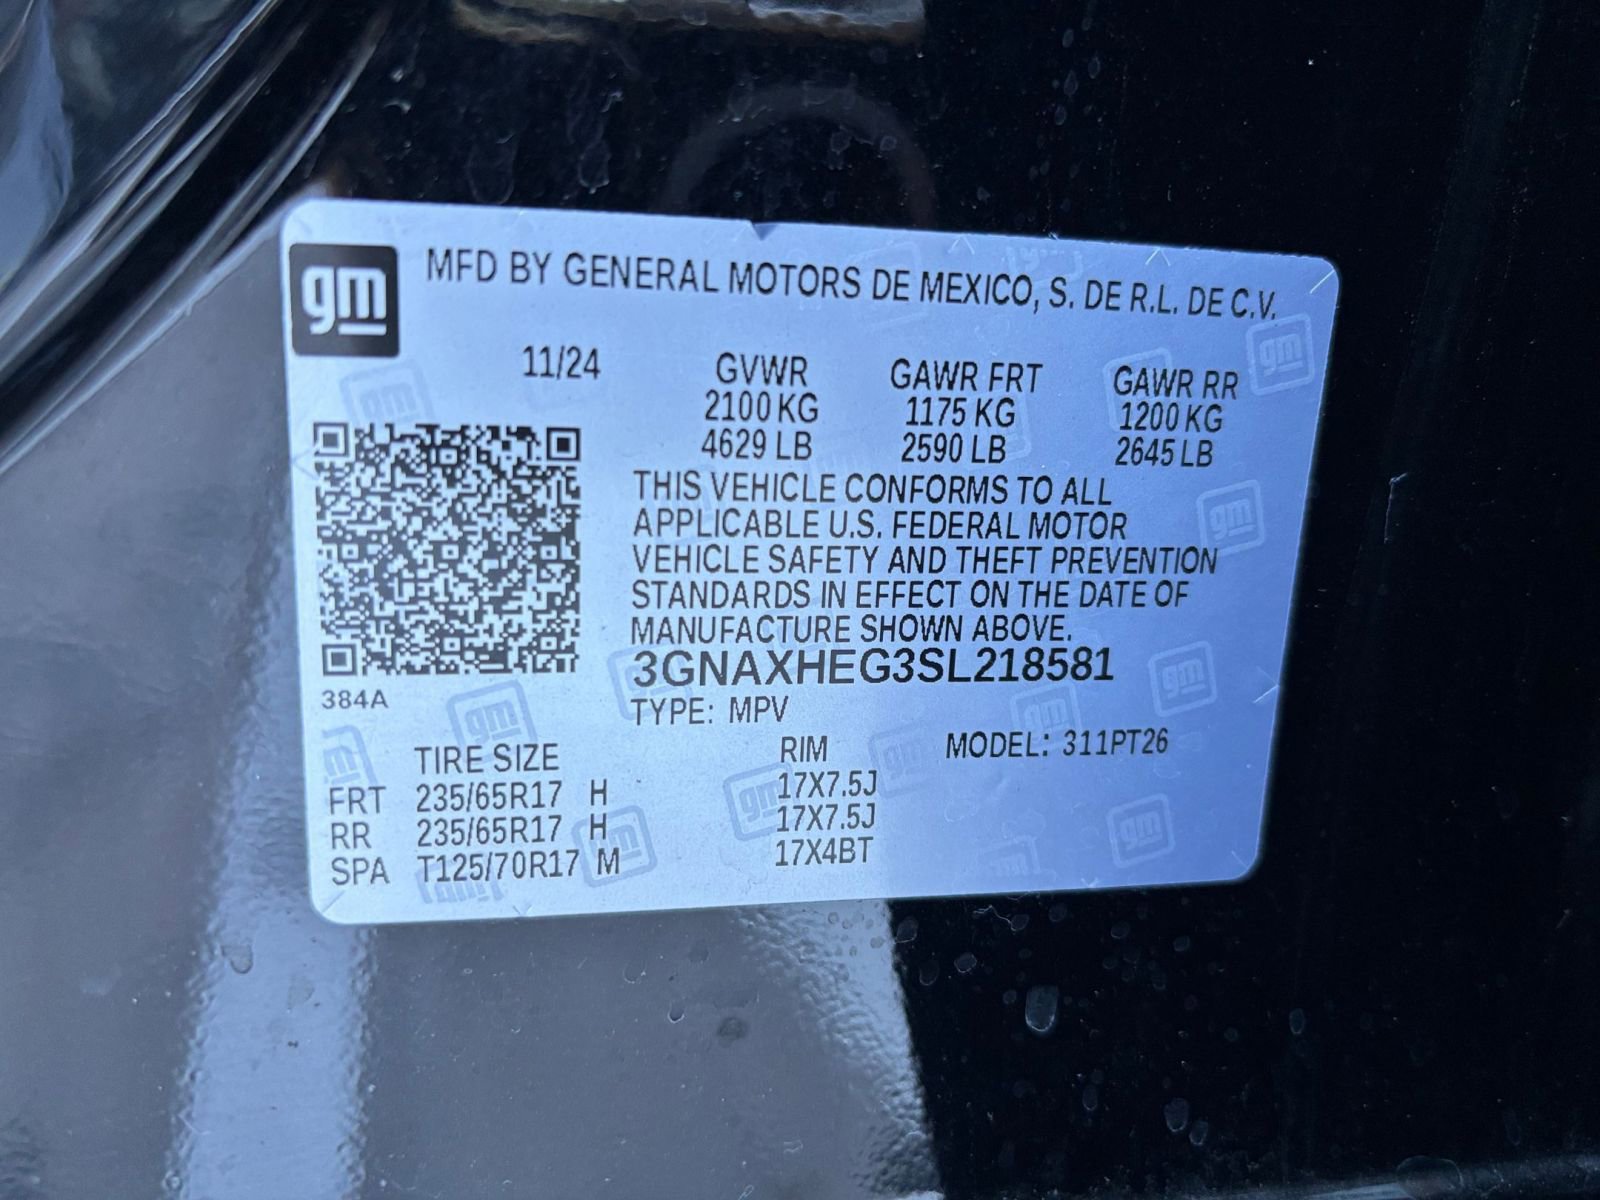 gm MFD BY GENERAL MOTORS DE MEXICO, S. DE R.L. DE C.V.
11/24 GVWR GAWR FRT GAWR RR
2100 KG 1175 KG 1200 KG
4629 LB 2590 LB 2645 LB
THIS VEHICLE CONFORMS TO ALL
APPLICABLE U.S. FEDERAL MOTOR
VEHICLE SAFETY AND THEFT PREVENTION
STANDARDS IN EFFECT ON THE DATE OF
MANUFACTURE SHOWN ABOVE.
3GNAXHEG3SL218581
384A
TYPE: MPV
TIRE SIZE RIM MODEL: 311PT26
FRT 235/65R17 H 17X7.5J
RR 235/65R17 H 17X7.5J
SPA T125/70R17 M 17X4BT